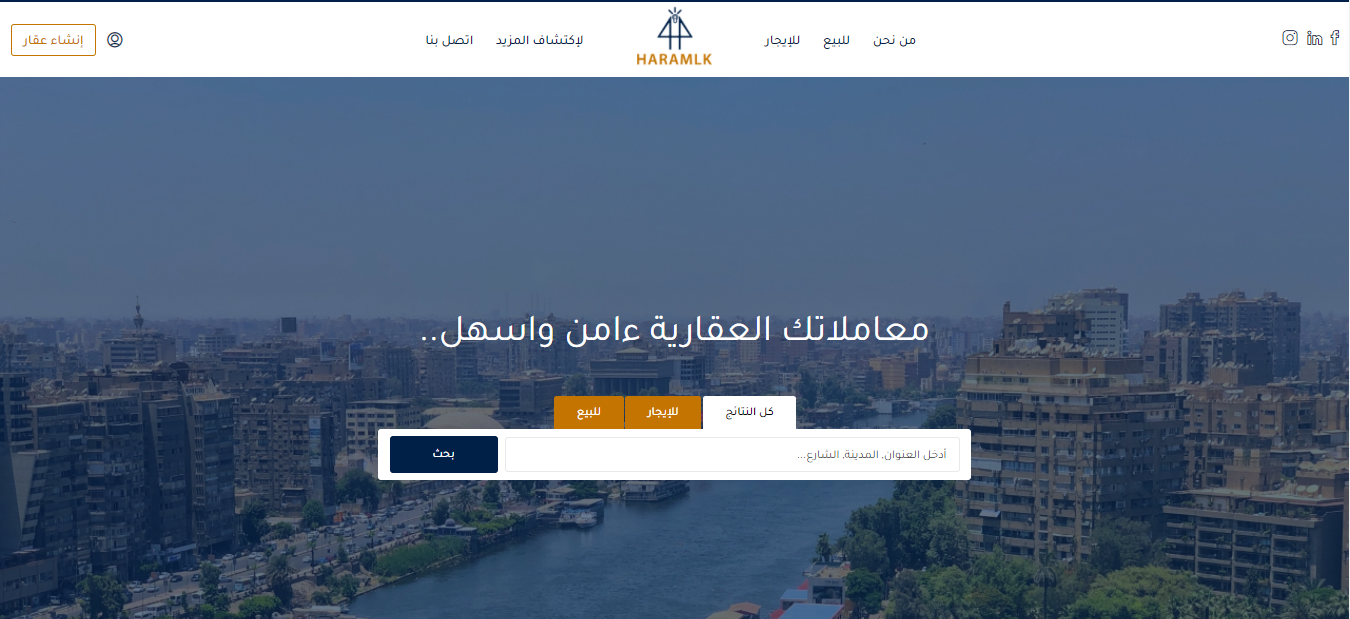 من نحن
للبيع
للإيجار
HARAMLK
لإكتشاف المزيد
اتصل بنا
إنشاء عقار
معاملاتك العقارية ءامن واسهل..
كل النتائج
للإيجار
للبيع
أدخل العنوان, المدينة, الشارع...
بحث